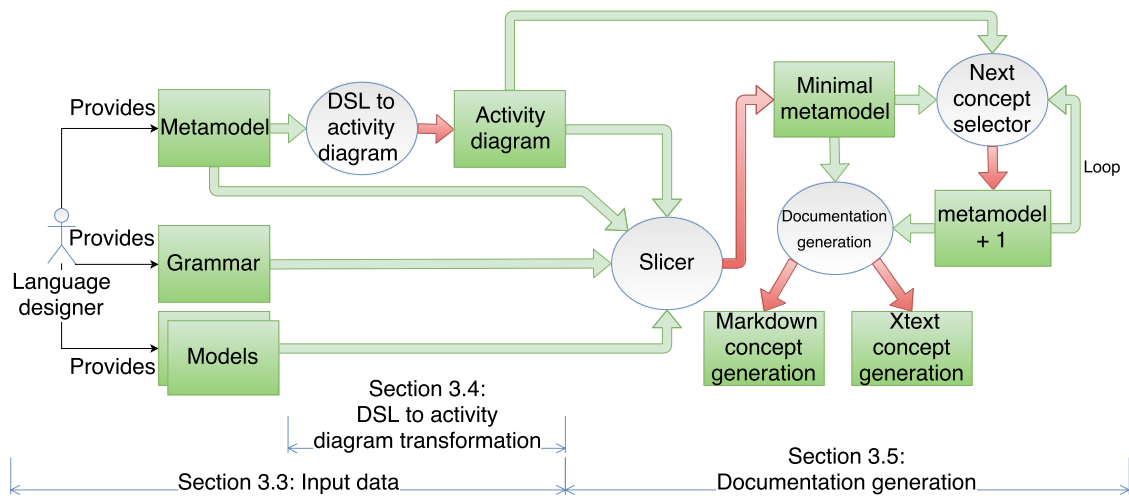 Provides
Metamodel
DSL to
activity
diagram
Activity
diagram
Minimal
metamodel
Next
concept
selector
Loop
Documentation
generation
metamodel
+ 1
Provides
Grammar
Slicer
Language
designer
Provides
Models
Markdown
concept
generation
Xtext
concept
generation
Section 3.4:
DSL to activity
diagram transformation
Section 3.3: Input data
Section 3.5:
Documentation generation